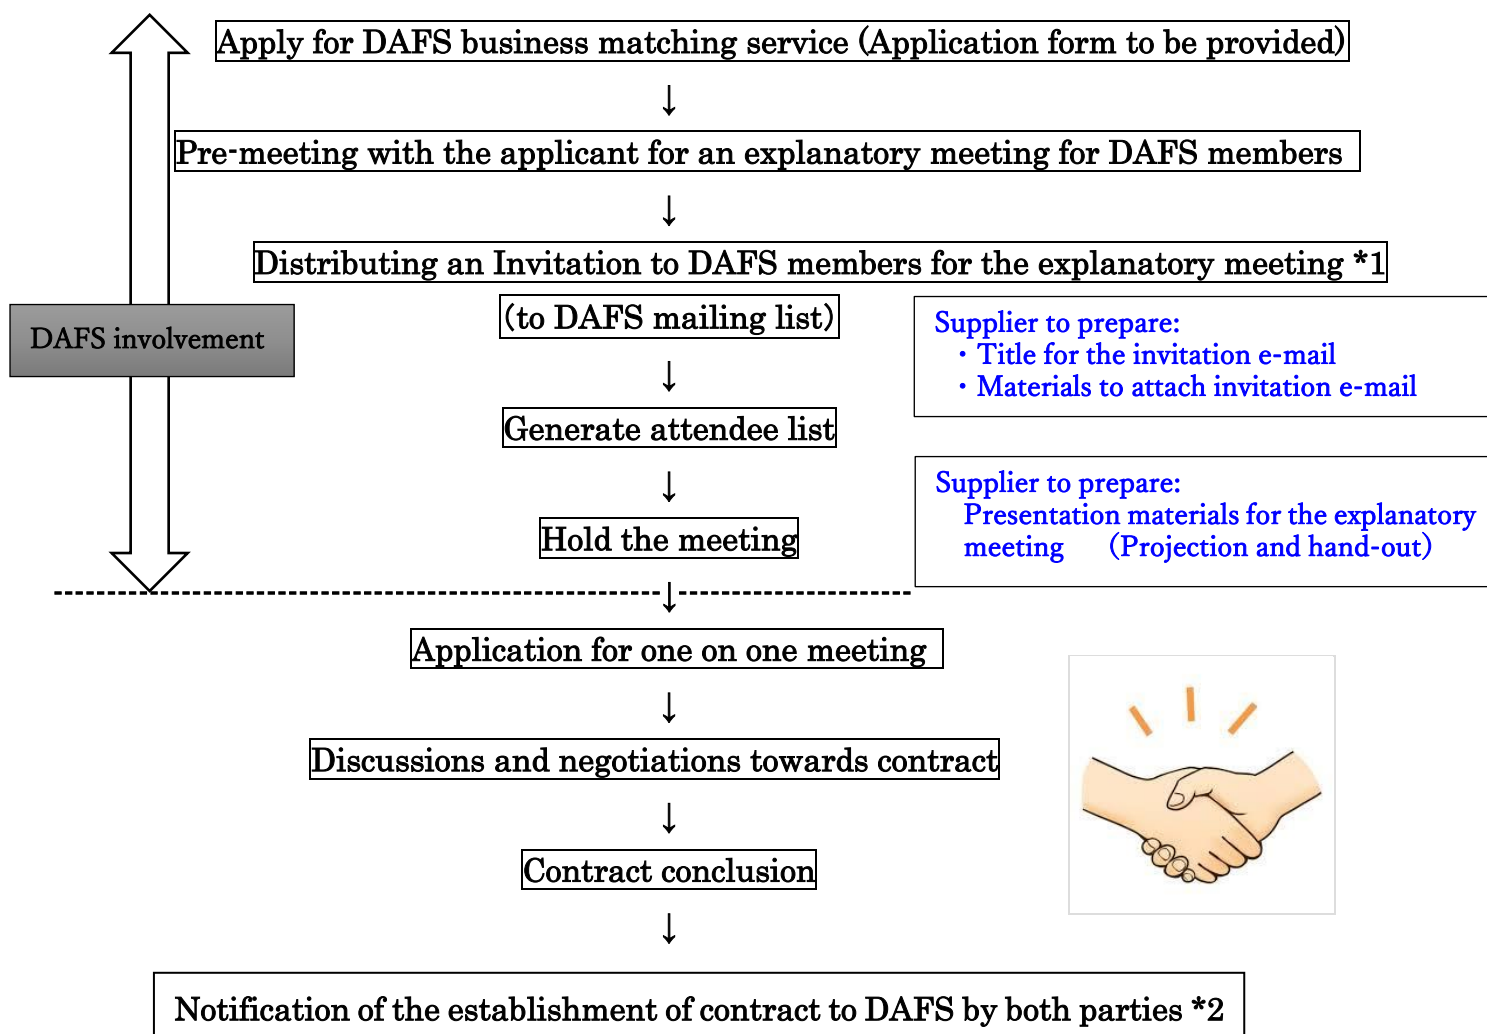 Apply for DAFS business matching service (Application form to be provided)
↓
Pre-meeting with the applicant for an explanatory meeting for DAFS members
↓
Distributing an Invitation to DAFS members for the explanatory meeting *1
(to DAFS mailing list)
DAFS involvement
Supplier to prepare:
・Title for the invitation e-mail
・Materials to attach invitation e-mail
↓
Generate attendee list
↓
Supplier to prepare:
Presentation materials for the explanatory
meeting (Projection and hand-out)
Hold the meeting
↓
Application for one on one meeting
↓
Discussions and negotiations towards contract
↓
Contract conclusion
↓
Notification of the establishment of contract to DAFS by both parties *2